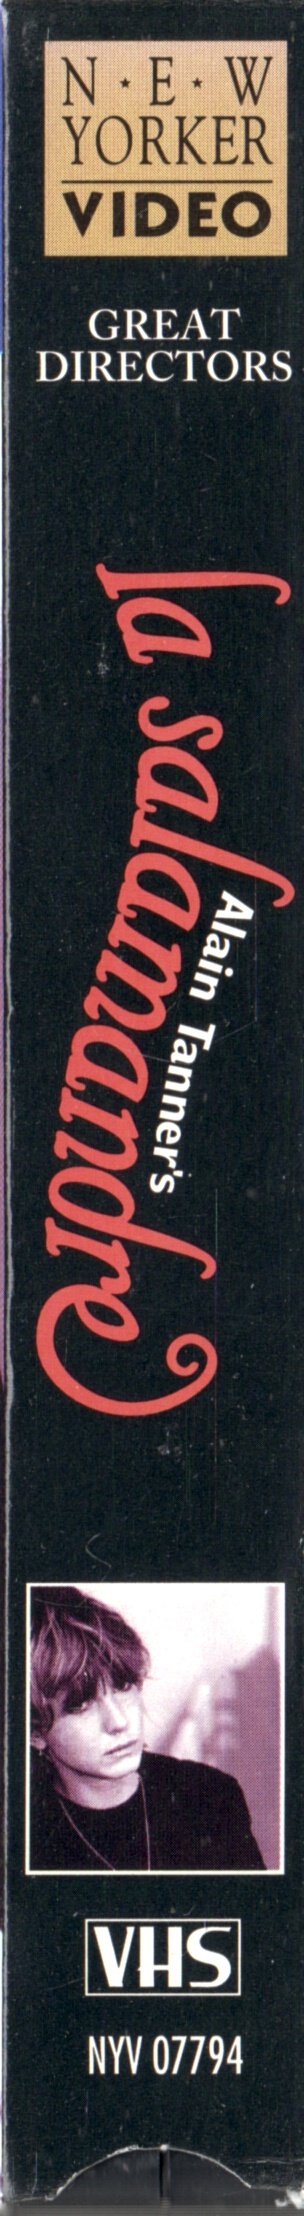 N★E★W
YORKER
VIDEO
GREAT
DIRECTORS
Alain Tanner's
la salamandre
VHS
NYV 07794